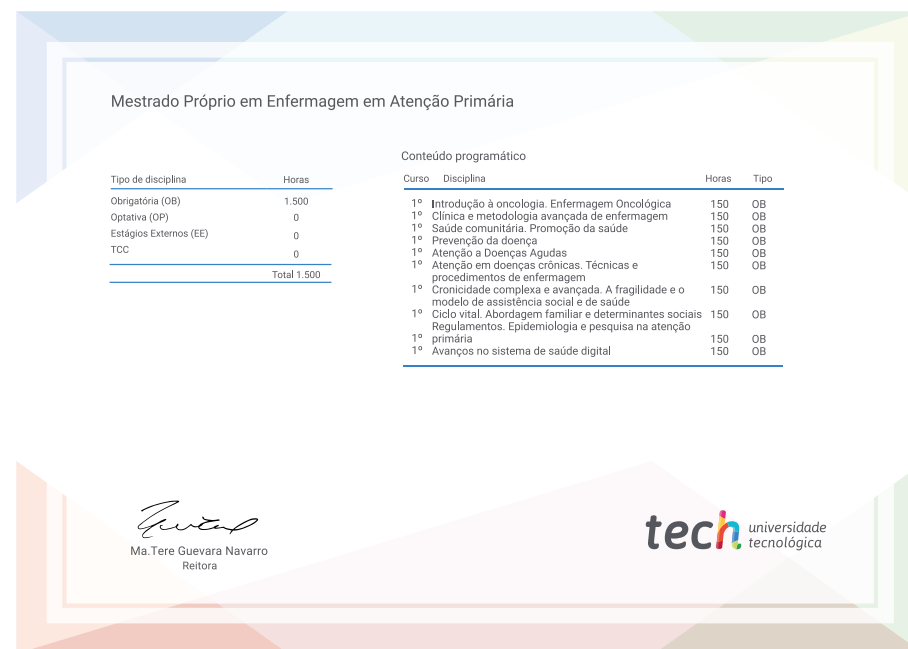 Mestrado Próprio em Enfermagem em Atenção Primária
Tipo de disciplina Horas
Obrigatória (OB) 1.500
Optativa (OP) 0
Estágios Externos (EE) 0
TCC 0
Total 1.500
Conteúdo programático
Curso Disciplina Horas Tipo
1º Introdução à oncologia. Enfermagem Oncológica 150 OB
1º Clínica e metodologia avançada de enfermagem 150 OB
1º Saúde comunitária. Promoção da saúde 150 OB
1º Prevenção da doença 150 OB
1º Atenção a Doenças Agudas 150 OB
1º Atenção em doenças crônicas. Técnicas e 150 OB
procedimentos de enfermagem
1º Cronicidade complexa e avançada. A fragilidade e o 150 OB
modelo de assistência social e de saúde
1º Ciclo vital. Abordagem familiar e determinantes sociais 150 OB
Regulamentos. Epidemiologia e pesquisa na atenção
1º primária 150 OB
1º Avanços no sistema de saúde digital 150 OB
Ma.Tere Guevara Navarro
Reitora
tech universidade
tecnológica